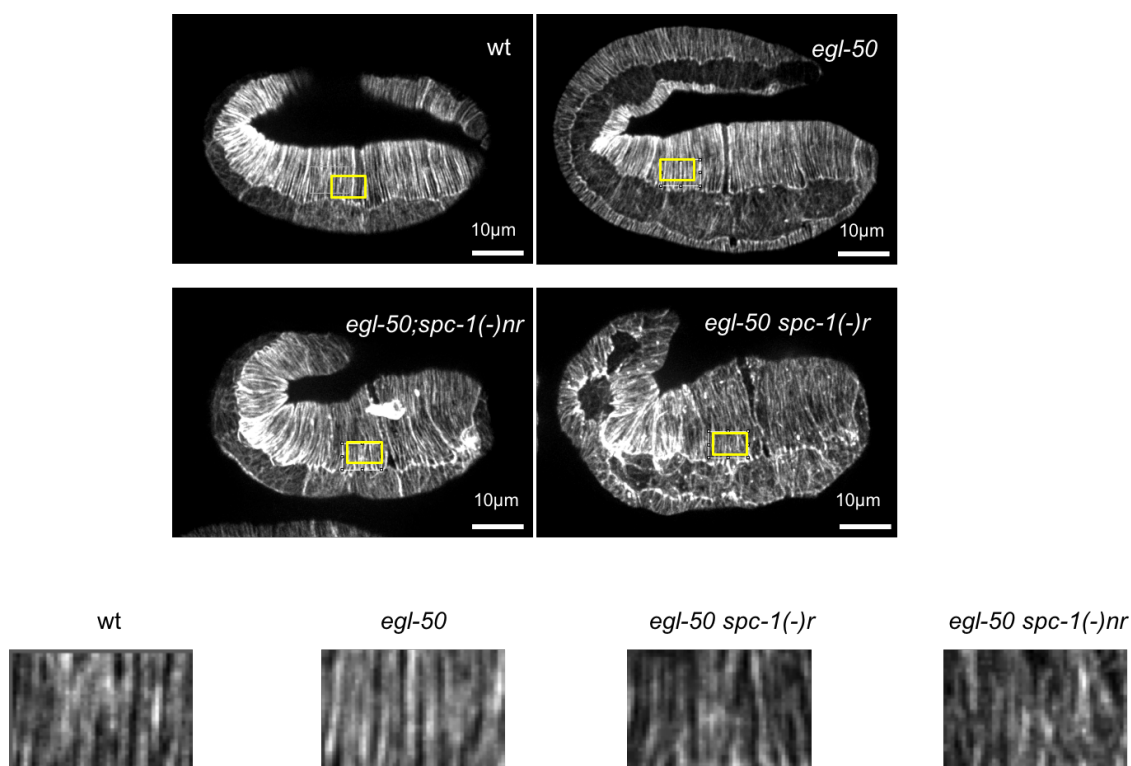 wt
egl-50
10µm
10µm
egl-50;spc-1(-)nr
egl-50 spc-1(-)r
10µm
10µm
wt
egl-50
egl-50 spc-1(-)r
egl-50 spc-1(-)nr